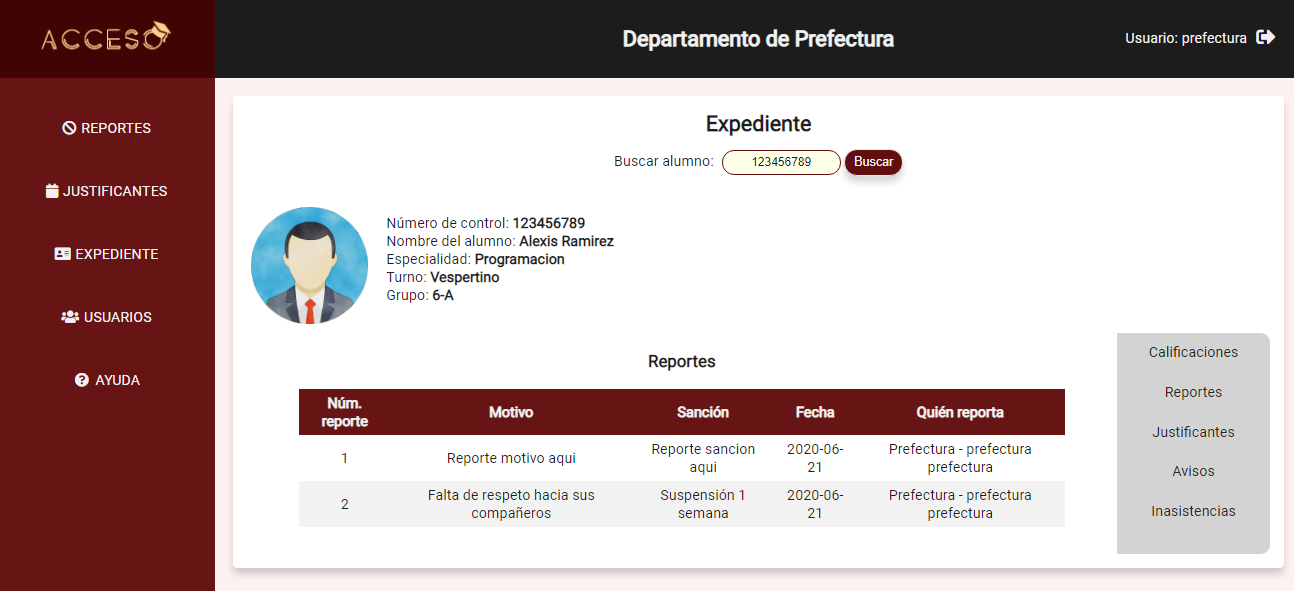 ACCESO
Departamento de Prefectura
Usuario: prefectura
REPORTES
JUSTIFICANTES
EXPEDIENTE
USUARIOS
AYUDA
Expediente
Buscar alumno: 123456789 Buscar
Número de control: 123456789
Nombre del alumno: Alexis Ramirez
Especialidad: Programacion
Turno: Vespertino
Grupo: 6-A
Reportes
Núm.
reporte
Motivo
Sanción
Fecha
Quién reporta
1
Reporte motivo aqui
Reporte sancion
aqui
2020-06-
21
Prefectura - prefectura
prefectura
2
Falta de respeto hacia sus
compañeros
Suspensión 1
semana
2020-06-
21
Prefectura - prefectura
prefectura
Calificaciones
Reportes
Justificantes
Avisos
Inasistencias